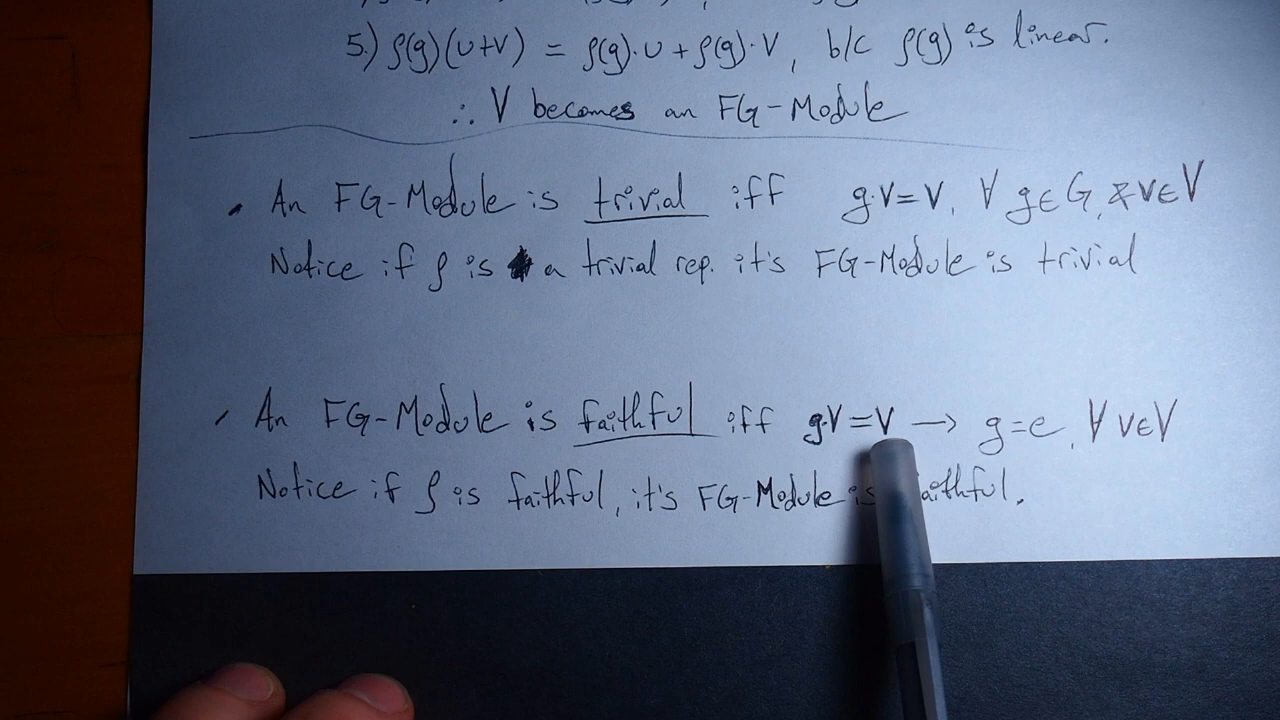 5.) ρ(g)(u+v) = ρ(g)·u + ρ(g)·v, b/c ρ(g) is linear.
∴ V becomes an FG-Module
• An FG-Module is trivial iff g·v=v, ∀ g∈G, & v∈V
Notice if ρ is a trivial rep. it's FG-Module is trivial
• An FG-Module is faithful iff g·v=v → g=e, ∀ v∈V
Notice if ρ is faithful, it's FG-Module is faithful.